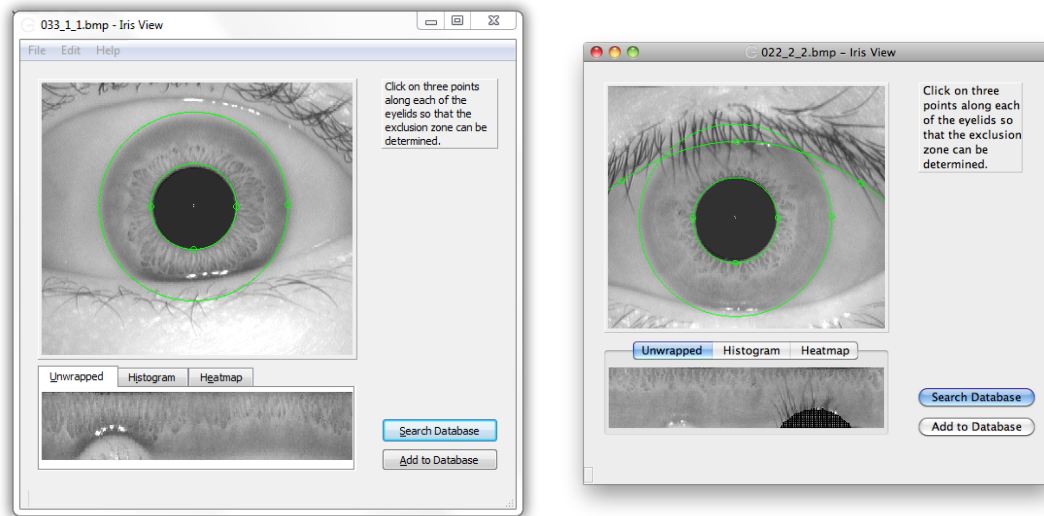 033_1_1.bmp - Iris View
File Edit Help
Click on three points
along each of the
eyelids so that the
exclusion zone can be
determined.
Unwrapped Histogram Heatmap
Search Database
Add to Database
022_2_2.bmp - Iris View
Click on three
points along each
of the eyelids so
that the exclusion
zone can be
determined.
Unwrapped Histogram Heatmap
Search Database
Add to Database